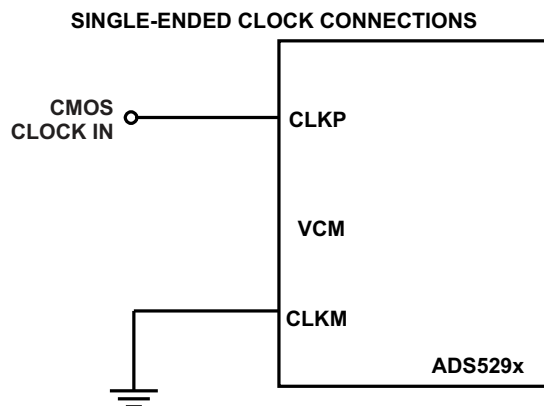 SINGLE-ENDED CLOCK CONNECTIONS
CMOS
CLOCK IN
CLKP
VCM
CLKM
ADS529x